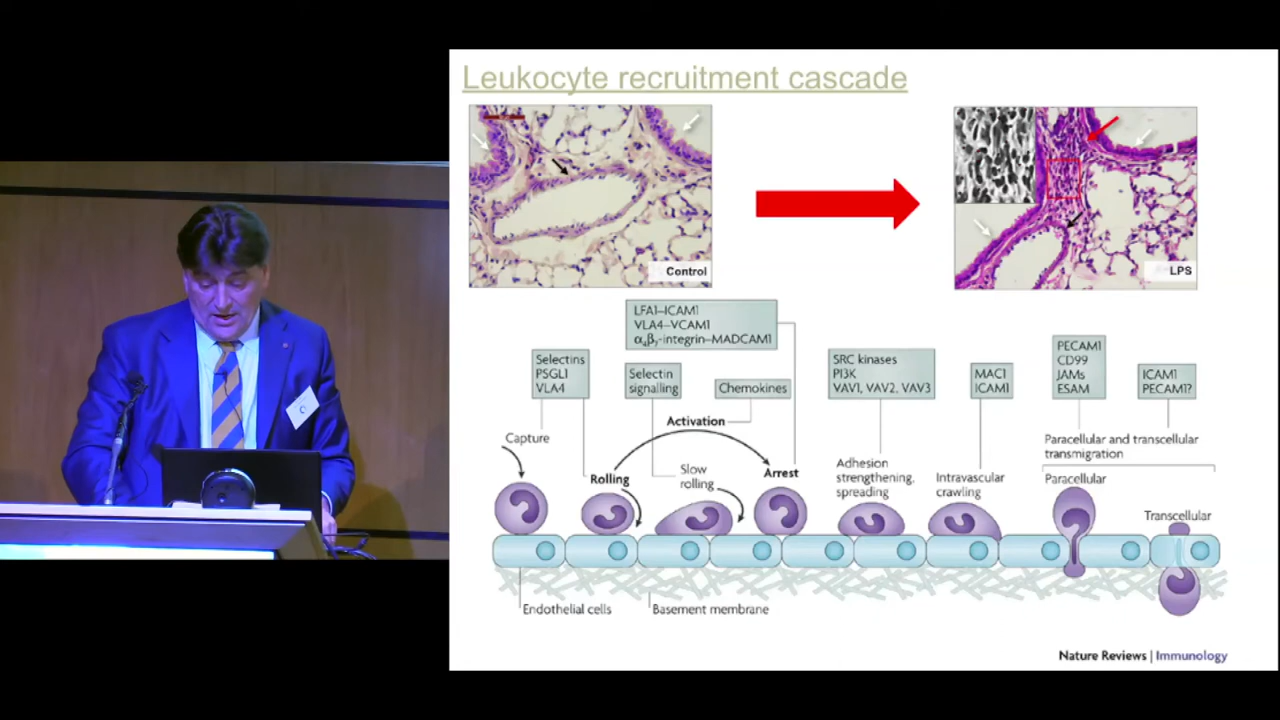 Leukocyte recruitment cascade
Control
LPS
LFA1–ICAM1
VLA4–VCAM1
α4β7-integrin–MADCAM1
Selectins
PSGL1
VLA4
Selectin
signalling
Chemokines
SRC kinases
PI3K
VAV1, VAV2, VAV3
MAC1
ICAM1
PECAM1
CD99
JAMs
ESAM
ICAM1
PECAM1?
Capture
Activation
Rolling
Slow
rolling
Arrest
Adhesion
strengthening,
spreading
Intravascular
crawling
Paracellular and transcellular
transmigration
Paracellular
Transcellular
Endothelial cells
Basement membrane
Nature Reviews | Immunology